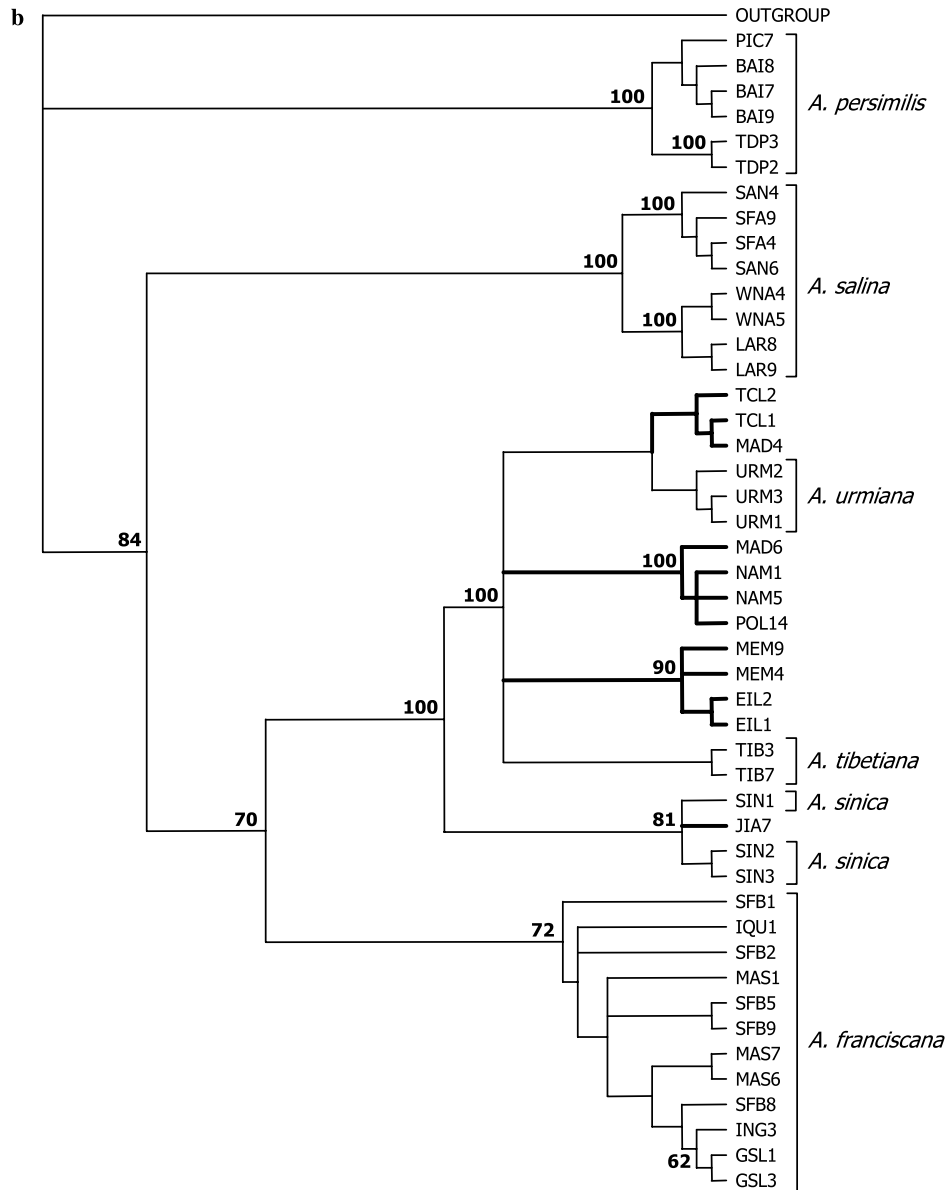 b
OUTGROUP
PIC7
BAI8
BAI7
A. persimilis
100
BAI9
100
TDP3
TDP2
100
SAN4
SFA9
SFA4
100
SAN6
A. salina
WNA4
100
WNA5
LAR8
LAR9
TCL2
TCL1
MAD4
URM2
URM3
A. urmiana
URM1
84
MAD6
100
NAM1
100
NAM5
POL14
MEM9
90
MEM4
EIL2
100
EIL1
TIB3
A. tibetiana
TIB7
SIN1
A. sinica
70
81
JIA7
SIN2
A. sinica
SIN3
SFB1
72
IQU1
SFB2
MAS1
SFB5
SFB9
A. franciscana
MAS7
MAS6
SFB8
ING3
62
GSL1
GSL3